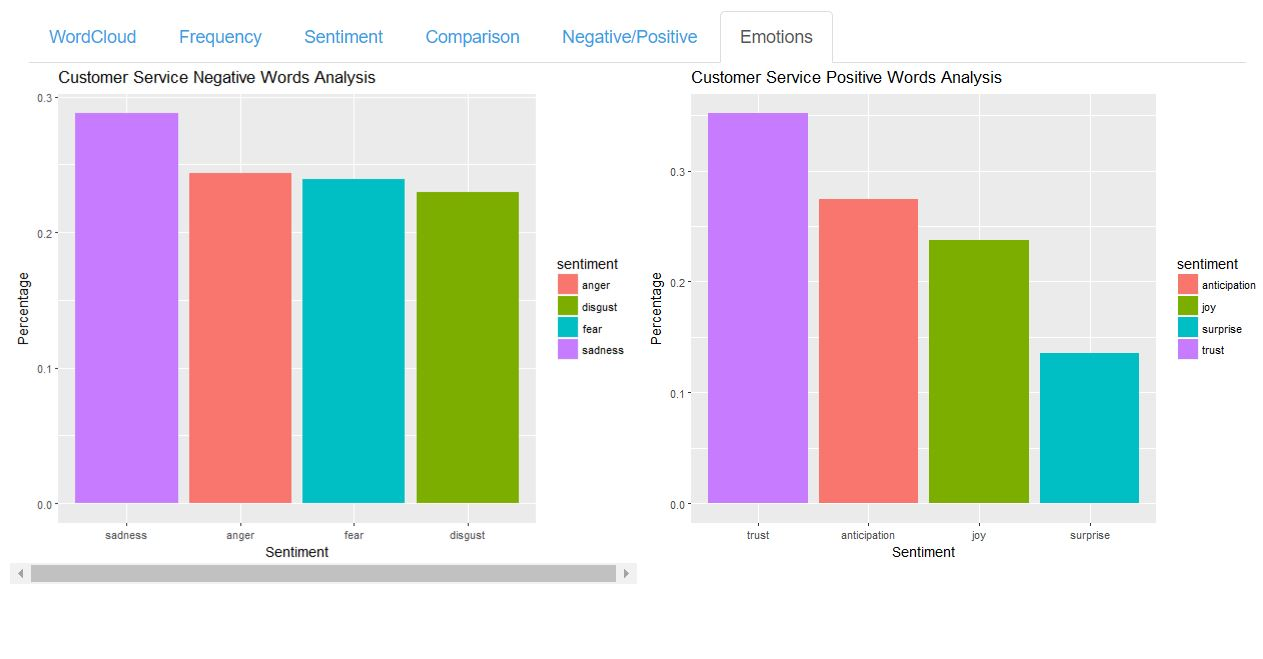 WordCloud Frequency Sentiment Comparison Negative/Positive Emotions
Customer Service Negative Words Analysis
0.3
0.2
0.1
0.0
Percentage
sadness anger fear disgust
Sentiment
sentiment
anger
disgust
fear
sadness
Customer Service Positive Words Analysis
0.3
0.2
0.1
0.0
Percentage
trust anticipation joy surprise
Sentiment
sentiment
anticipation
joy
surprise
trust